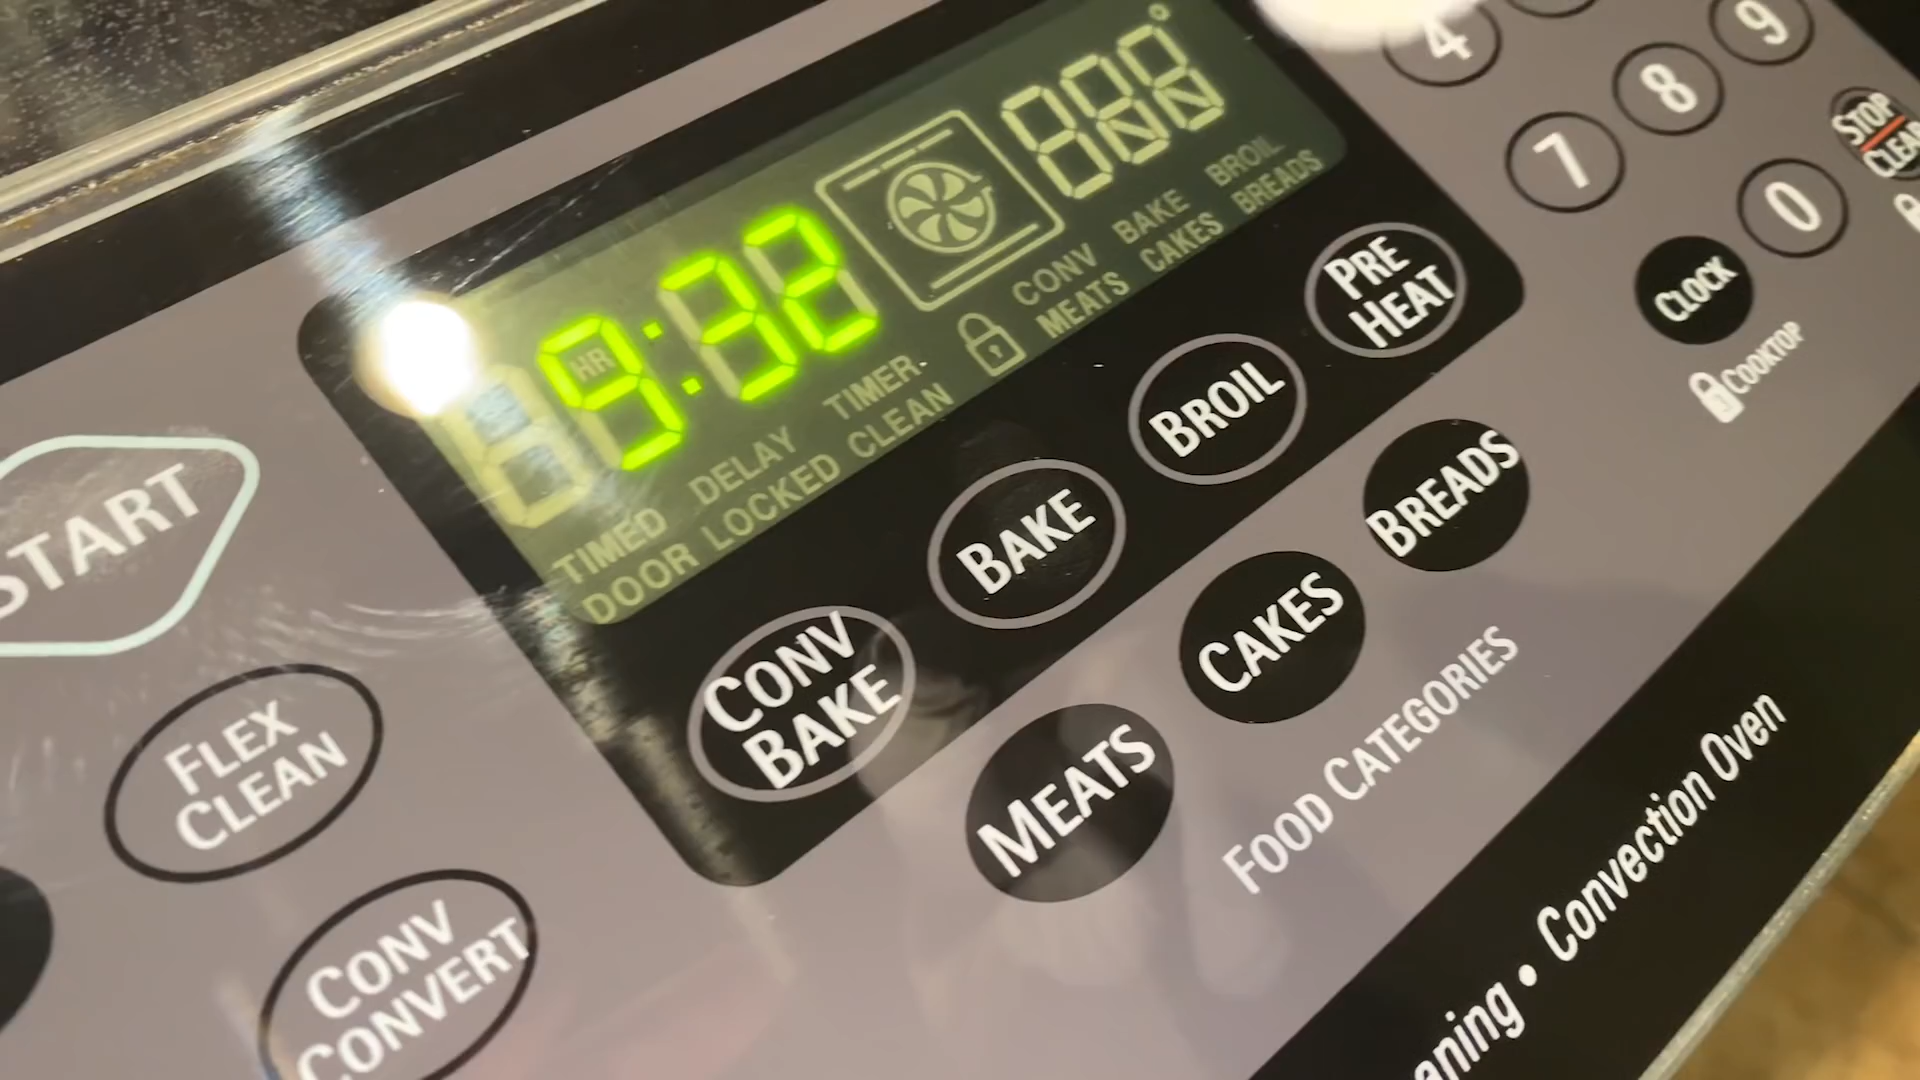 4
9
8
7
0
STOP
CLEAR
CLOCK
COOKTOP
9:32
HR
TIMED DELAY TIMER
DOOR LOCKED CLEAN
CONV BAKE BROIL
MEATS CAKES BREADS
START
FLEX
CLEAN
CONV
CONVERT
CONV
BAKE
BAKE
BROIL
PRE
HEAT
MEATS
CAKES
BREADS
FOOD CATEGORIES
Convection Oven